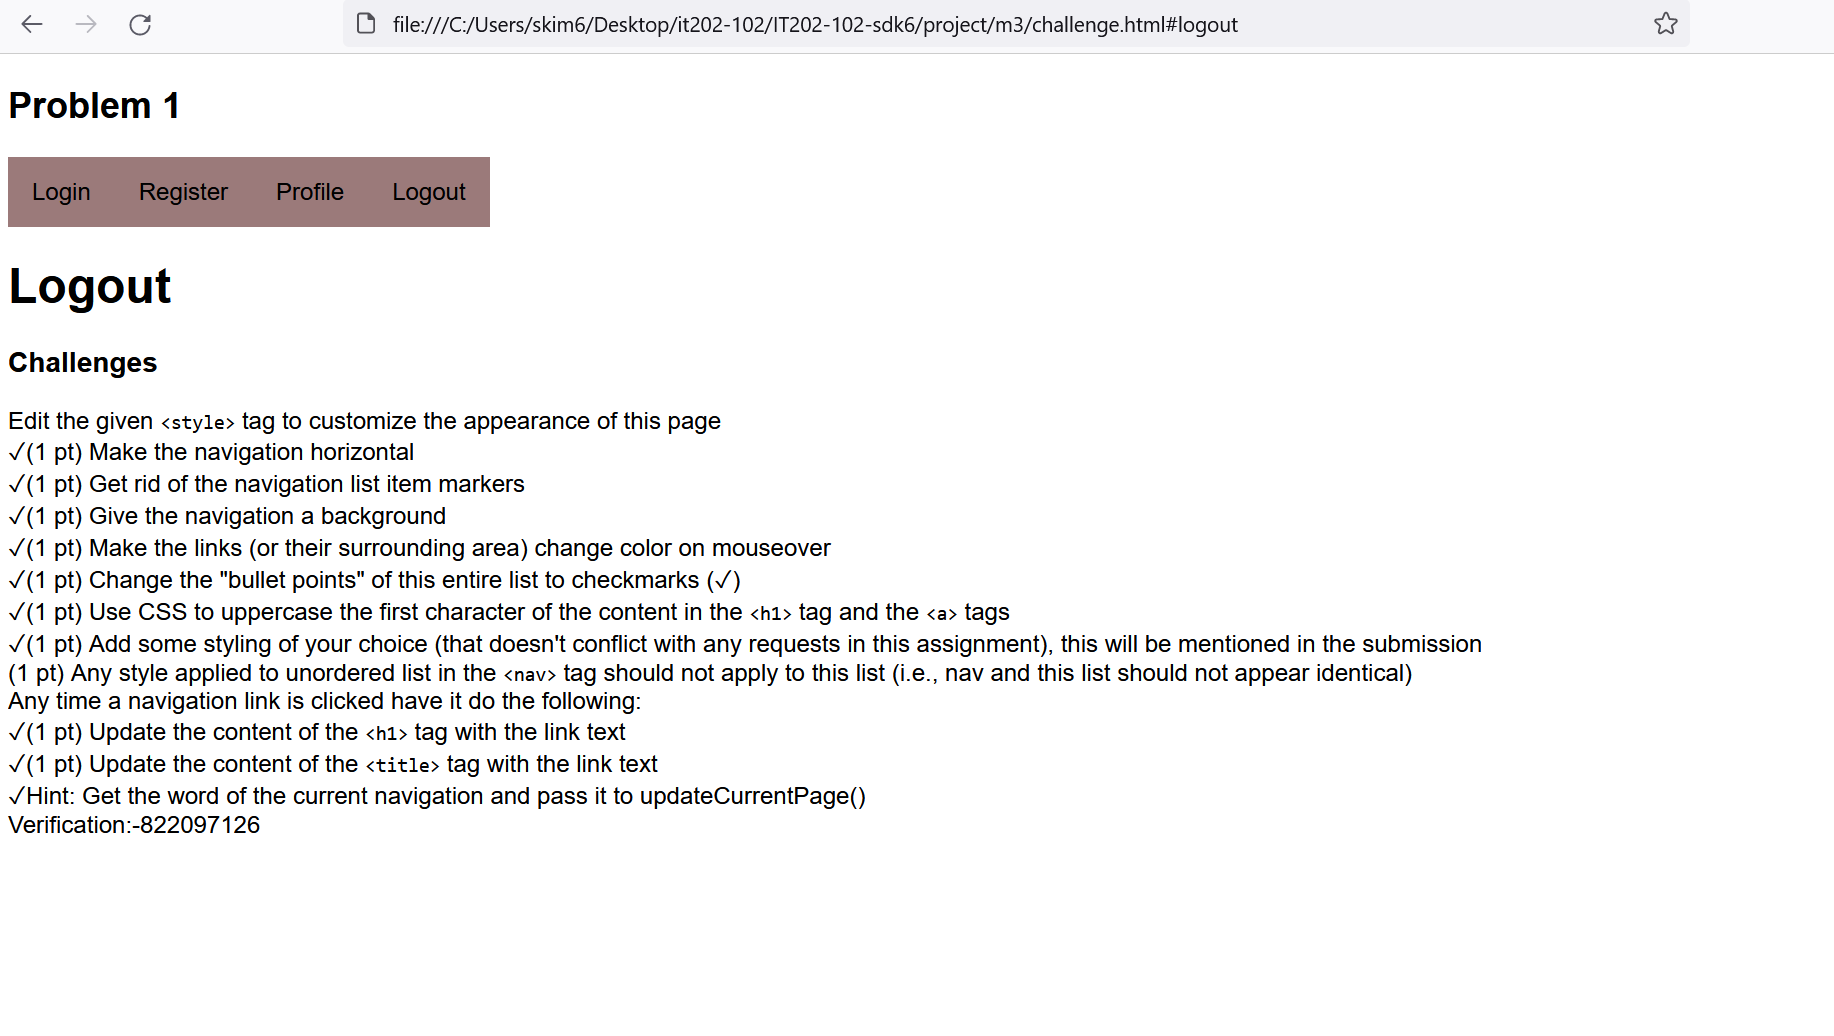 file:///C:/Users/skim6/Desktop/it202-102/IT202-102-sdk6/project/m3/challenge.html#logout
Problem 1
Login Register Profile Logout
Logout
Challenges
Edit the given <style> tag to customize the appearance of this page
✓(1 pt) Make the navigation horizontal
✓(1 pt) Get rid of the navigation list item markers
✓(1 pt) Give the navigation a background
✓(1 pt) Make the links (or their surrounding area) change color on mouseover
✓(1 pt) Change the "bullet points" of this entire list to checkmarks (✓)
✓(1 pt) Use CSS to uppercase the first character of the content in the <h1> tag and the <a> tags
✓(1 pt) Add some styling of your choice (that doesn't conflict with any requests in this assignment), this will be mentioned in the submission
(1 pt) Any style applied to unordered list in the <nav> tag should not apply to this list (i.e., nav and this list should not appear identical)
Any time a navigation link is clicked have it do the following:
✓(1 pt) Update the content of the <h1> tag with the link text
✓(1 pt) Update the content of the <title> tag with the link text
✓Hint: Get the word of the current navigation and pass it to updateCurrentPage()
Verification:-822097126